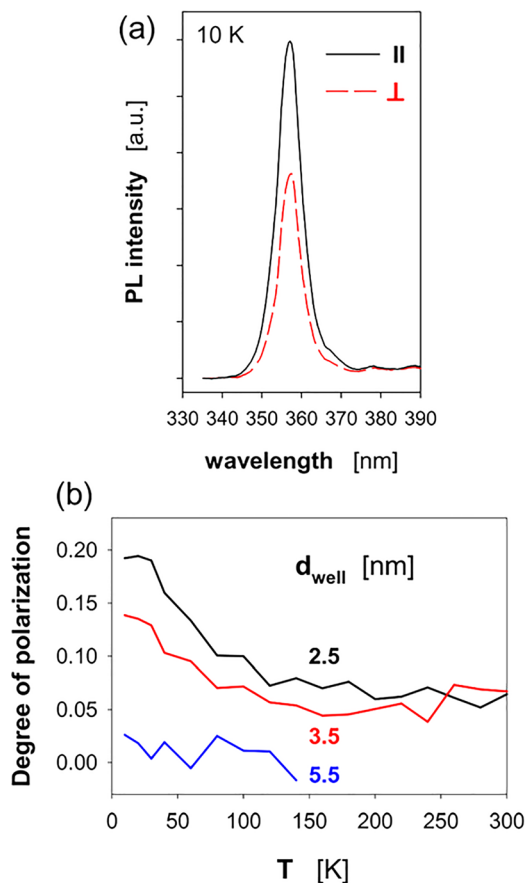 (a)
10 K
||
⊥
PL intensity [a.u.]
330 340 350 360 370 380 390
wavelength [nm]
(b)
Degree of polarization
0.20
0.15
0.10
0.05
0.00
d_well [nm]
2.5
3.5
5.5
0 50 100 150 200 250 300
T [K]